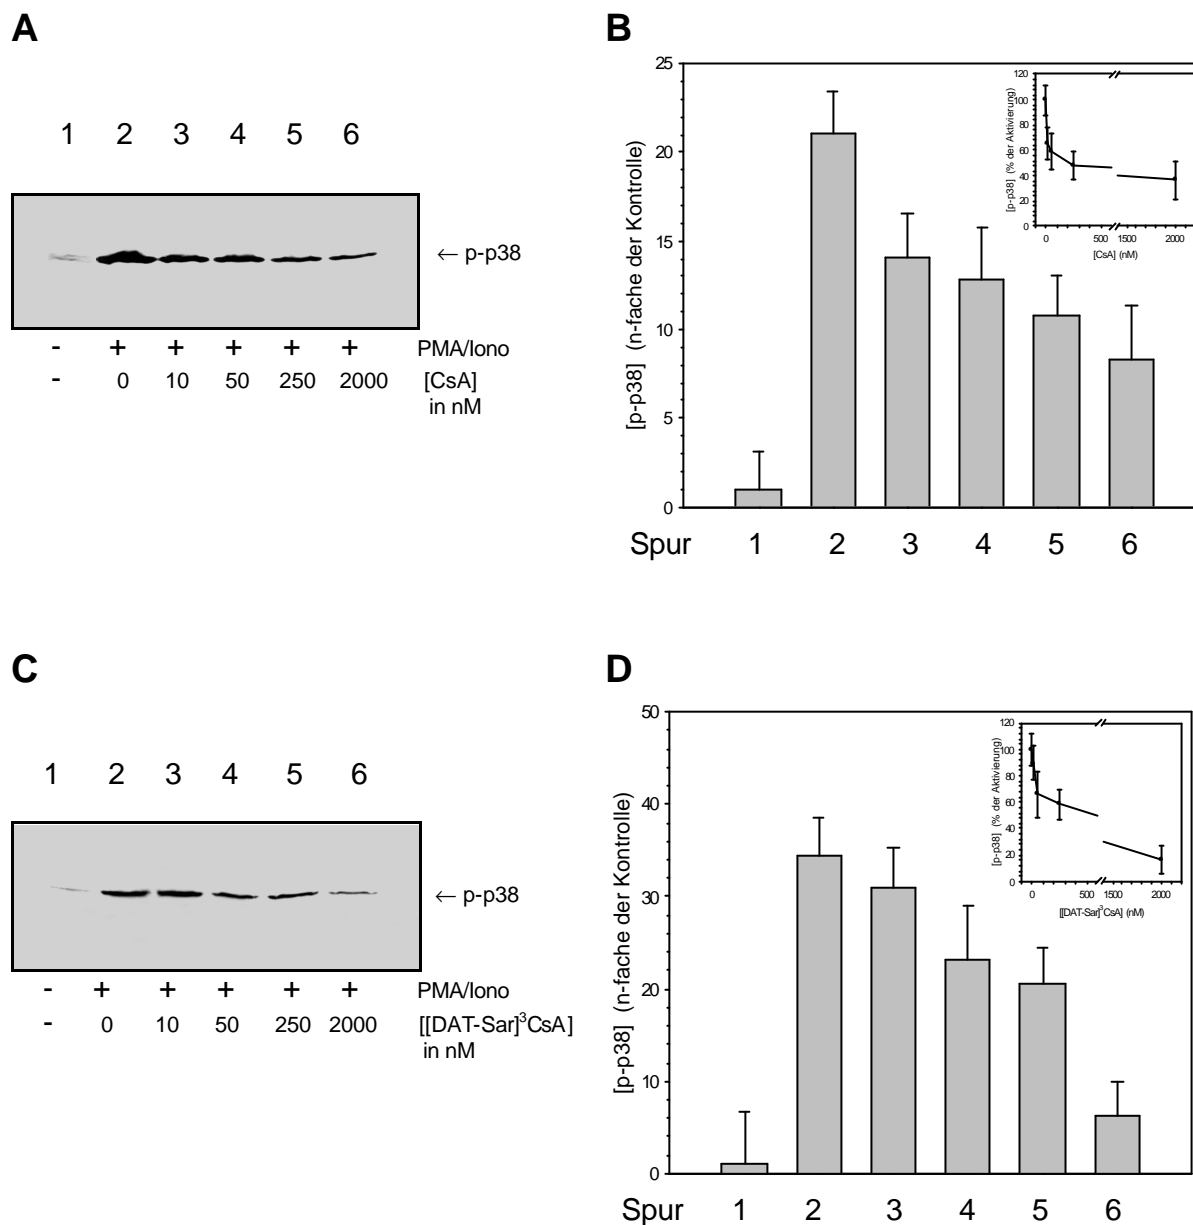 A
1 2 3 4 5 6
← p-p38
- + + + + + PMA/Iono
- 0 10 50 250 2000 [CsA]
in nM
B
[p-p38] (n-fache der Kontrolle)
25
20
15
10
5
0
Spur 1 2 3 4 5 6
[p-p38] (% der Aktivierung)
120
100
80
60
40
20
0
0 500 1500 2000
[CsA] (nM)
C
1 2 3 4 5 6
← p-p38
- + + + + + PMA/Iono
- 0 10 50 250 2000 [[DAT-Sar]³CsA]
in nM
D
[p-p38] (n-fache der Kontrolle)
50
40
30
20
10
0
Spur 1 2 3 4 5 6
[p-p38] (% der Aktivierung)
120
100
80
60
40
20
0
0 500 1500 2000
[[DAT-Sar]³CsA] (nM)